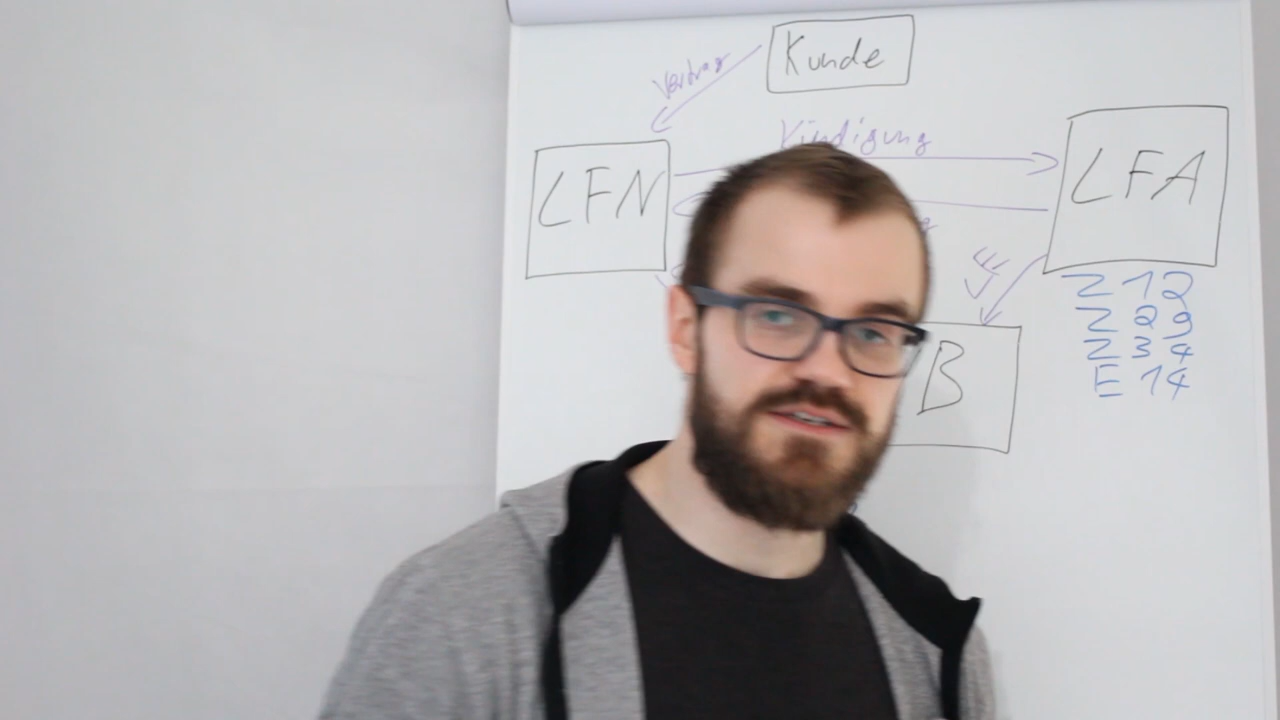 Kunde
Vertrag
Kündigung
LFN
LFA
Z 12
Z 29
Z 34
E 14
B